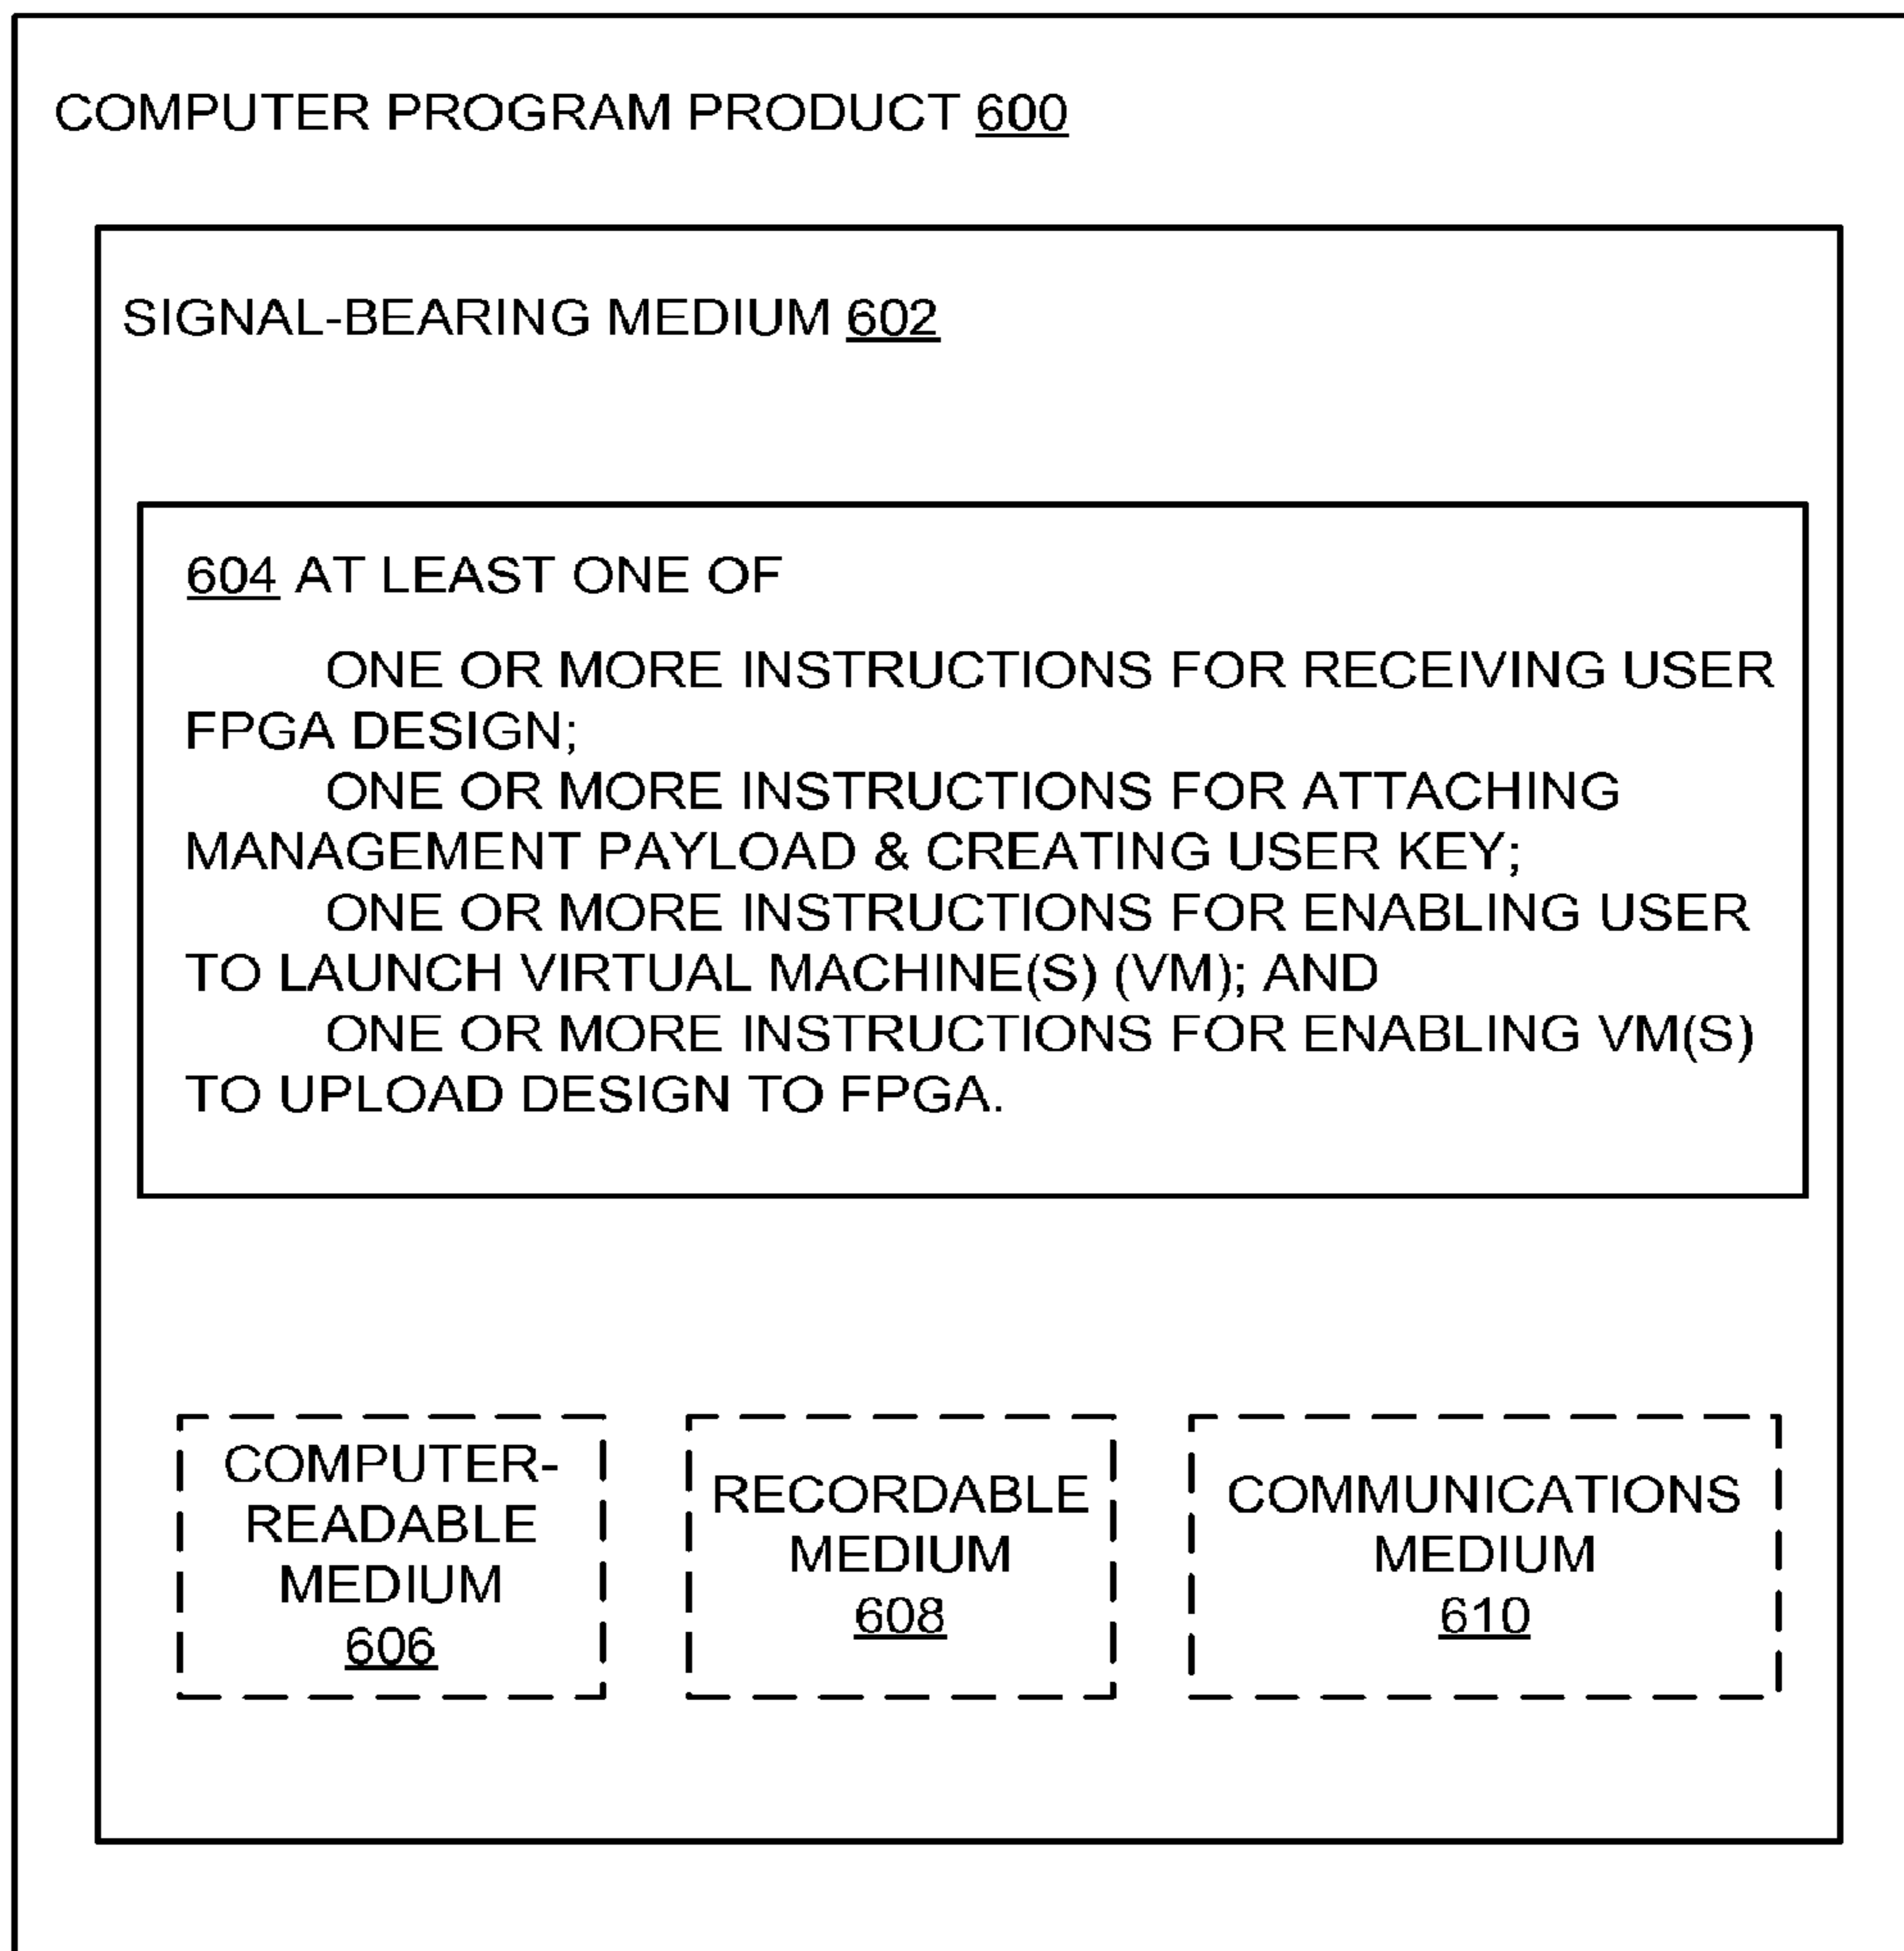 COMPUTER PROGRAM PRODUCT 600
SIGNAL-BEARING MEDIUM 602
604 AT LEAST ONE OF
ONE OR MORE INSTRUCTIONS FOR RECEIVING USER
FPGA DESIGN;
ONE OR MORE INSTRUCTIONS FOR ATTACHING
MANAGEMENT PAYLOAD & CREATING USER KEY;
ONE OR MORE INSTRUCTIONS FOR ENABLING USER
TO LAUNCH VIRTUAL MACHINE(S) (VM); AND
ONE OR MORE INSTRUCTIONS FOR ENABLING VM(S)
TO UPLOAD DESIGN TO FPGA.
COMPUTER-
READABLE
MEDIUM
606
RECORDABLE
MEDIUM
608
COMMUNICATIONS
MEDIUM
610